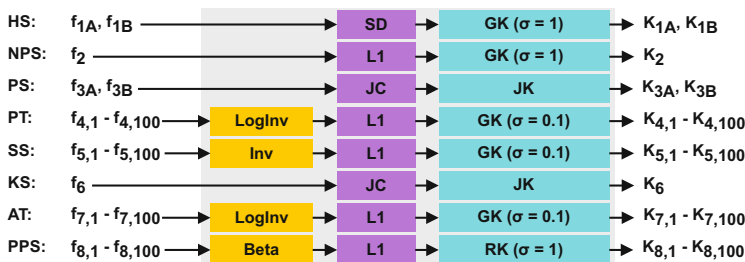 HS: f1A, f1B SD GK (σ = 1) K1A, K1B
NPS: f2 L1 GK (σ = 1) K2
PS: f3A, f3B JC JK K3A, K3B
PT: f4,1 - f4,100 LogInv L1 GK (σ = 0.1) K4,1 - K4,100
SS: f5,1 - f5,100 Inv L1 GK (σ = 0.1) K5,1 - K5,100
KS: f6 JC JK K6
AT: f7,1 - f7,100 LogInv L1 GK (σ = 0.1) K7,1 - K7,100
PPS: f8,1 - f8,100 Beta L1 RK (σ = 1) K8,1 - K8,100